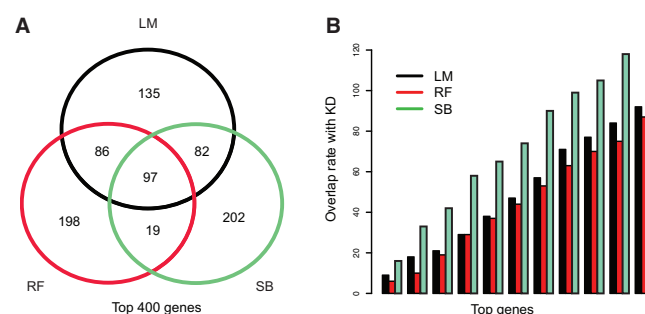 A
LM
135
86
82
97
198
19
202
RF
SB
Top 400 genes
B
Overlap rate with KD
120
100
80
60
40
20
0
LM
RF
SB
Top genes